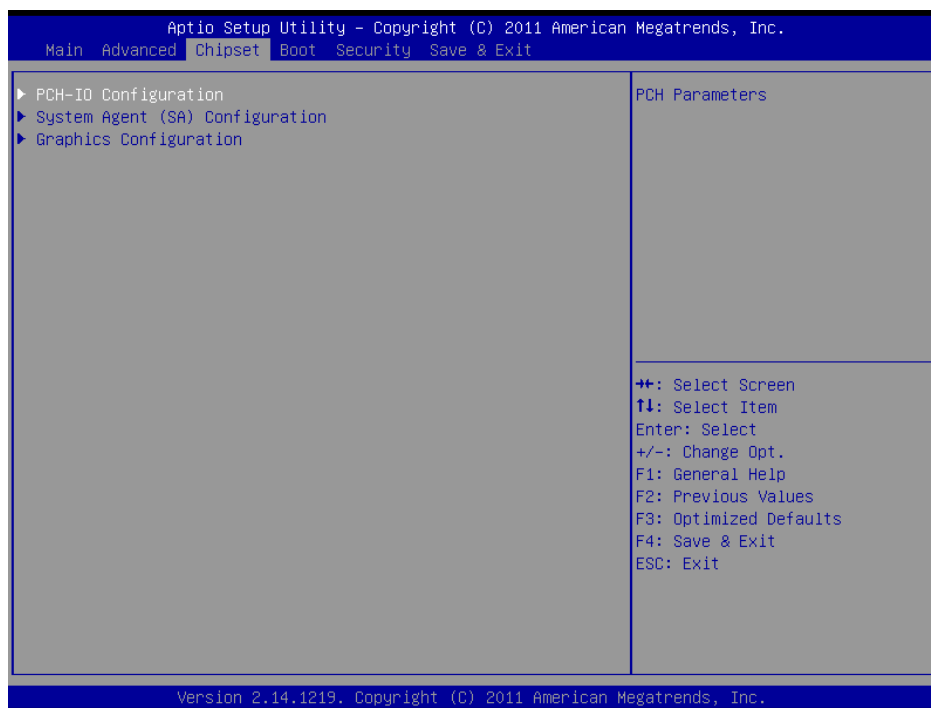 Aptio Setup Utility – Copyright (C) 2011 American Megatrends, Inc.
Main Advanced Chipset Boot Security Save & Exit
▶ PCH-IO Configuration
▶ System Agent (SA) Configuration
▶ Graphics Configuration
PCH Parameters
→←: Select Screen
↑↓: Select Item
Enter: Select
+/-: Change Opt.
F1: General Help
F2: Previous Values
F3: Optimized Defaults
F4: Save & Exit
ESC: Exit
Version 2.14.1219. Copyright (C) 2011 American Megatrends, Inc.